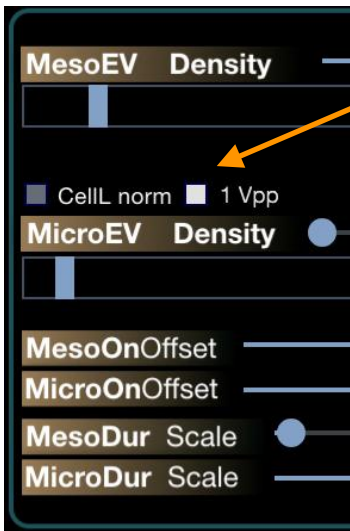 MesoEV Density
CellL norm 1 Vpp
MicroEV Density
MesoOnOffset
MicroOnOffset
MesoDur Scale
MicroDur Scale